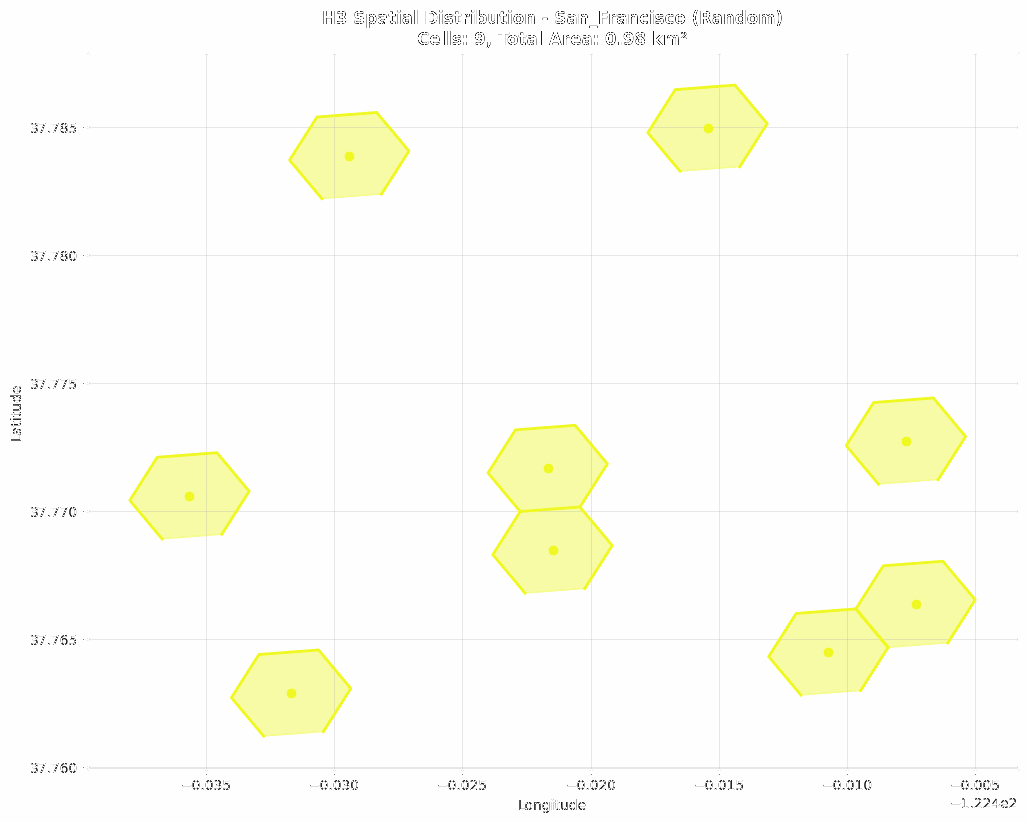 H3 Spatial Distribution - San_Francisco (Random)
Cells: 9, Total Area: 0.98 km²
37.785
37.780
37.775
37.770
37.765
37.760
Latitude
−0.035 −0.030 −0.025 −0.020 −0.015 −0.010 −0.005
−1.224e2
Longitude